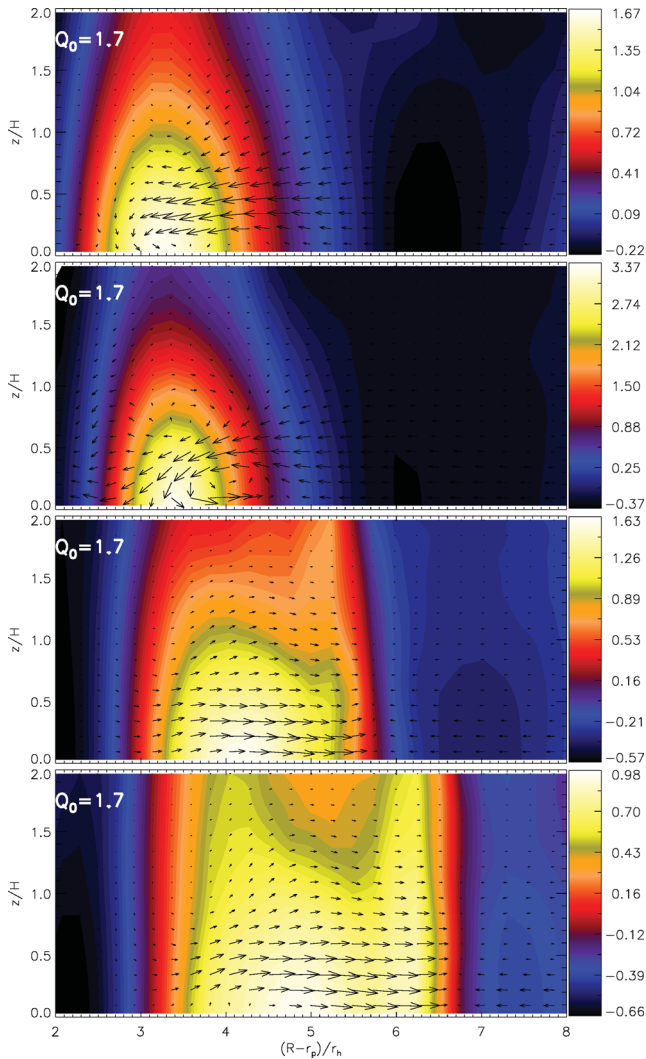 2.0 Q₀=1.7 1.67
1.5 1.35
1.04
z/H 1.0 0.72
0.41
0.5 0.09
0.0 −0.22
2.0 Q₀=1.7 3.37
1.5 2.74
2.12
z/H 1.0 1.50
0.88
0.5 0.25
0.0 −0.37
2.0 Q₀=1.7 1.63
1.5 1.26
0.89
z/H 1.0 0.53
0.16
0.5 −0.21
0.0 −0.57
2.0 Q₀=1.7 0.98
1.5 0.70
0.43
z/H 1.0 0.16
−0.12
0.5 −0.39
0.0 −0.66
2 3 4 5 6 7 8
(R−rₚ)/rₕ